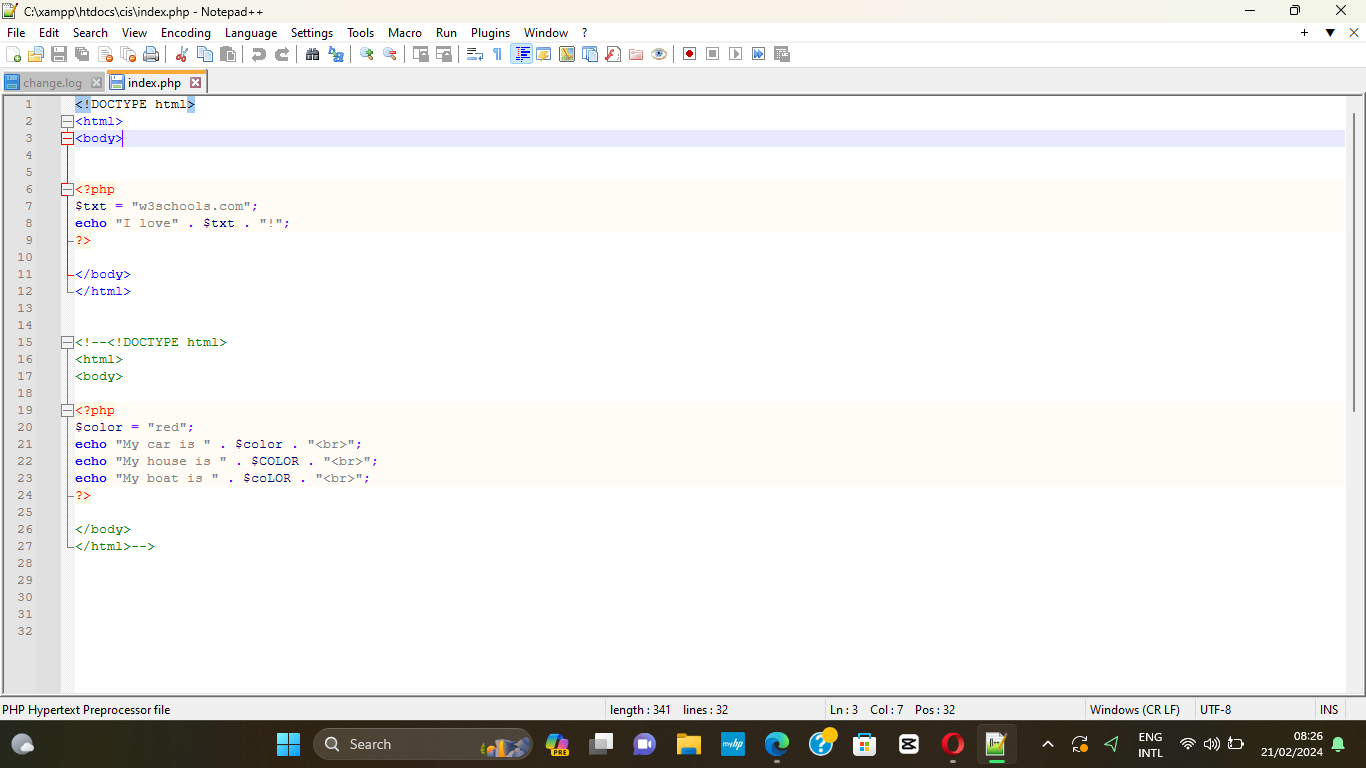 C:\xampp\htdocs\cis\index.php - Notepad++
File Edit Search View Encoding Language Settings Tools Macro Run Plugins Window ?
+ ▼ X
change.log index.php
1 <!DOCTYPE html>
2 <html>
3 <body>
4
5
6 <?php
7 $txt = "w3schools.com";
8 echo "I love" . $txt . "!";
9 ?>
10
11 </body>
12 </html>
13
14
15 <!--<!DOCTYPE html>
16 <html>
17 <body>
18
19 <?php
20 $color = "red";
21 echo "My car is " . $color . "<br>";
22 echo "My house is " . $COLOR . "<br>";
23 echo "My boat is " . $coLOR . "<br>";
24 ?>
25
26 </body>
27 </html>-->
28
29
30
31
32
PHP Hypertext Preprocessor file length : 341 lines : 32 Ln : 3 Col : 7 Pos : 32 Windows (CR LF) UTF-8 INS
Search PRE myhp ENG INTL 08:26
21/02/2024